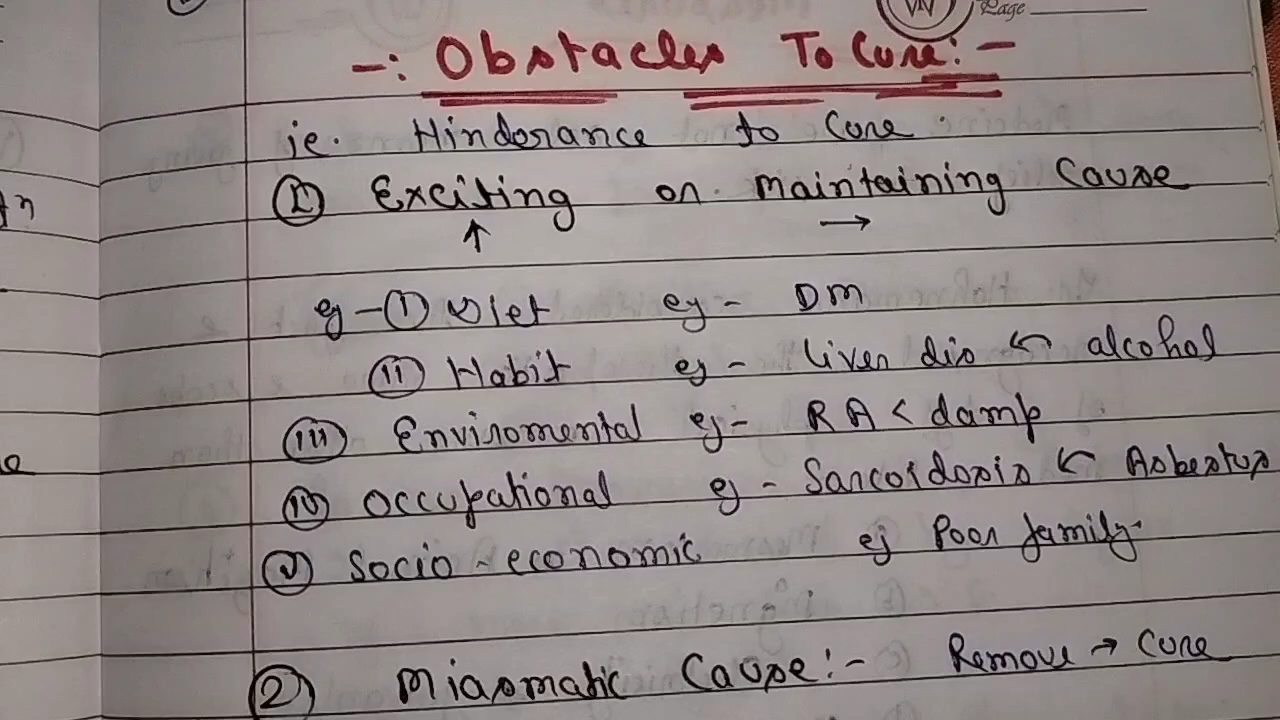 Page
-: Obstacles To Cure:-
ie. Hinderance to Cure.
① Exciting or maintaining Cause
↑ →
eg - ⓘ Diet eg - DM
ⓘⓘ Habit eg - liver dis ← alcohol
ⓘⓘⓘ Enviromental eg - RA < damp
ⓘⓥ Occupational eg - Sarcoidosis ← Asbestus
ⓥ Socio-economic eg Poor family.
② Miasmatic Cause:- Remove → Cure